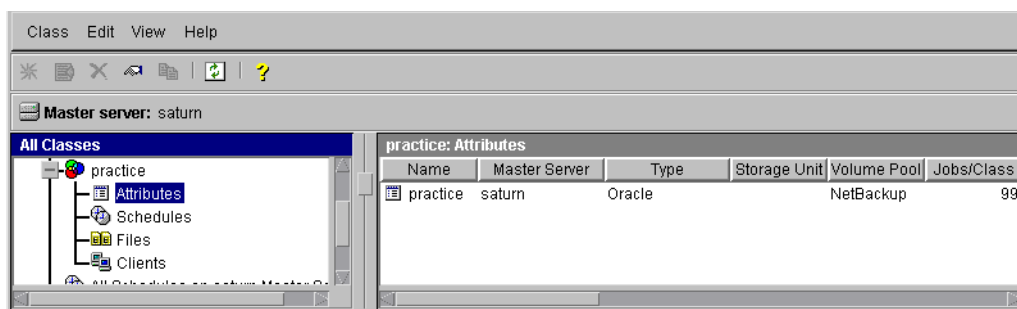 Class Edit View Help
Master server: saturn
All Classes
practice
Attributes
Schedules
Files
Clients
practice: Attributes
Name Master Server Type Storage Unit Volume Pool Jobs/Class
practice saturn Oracle NetBackup 99